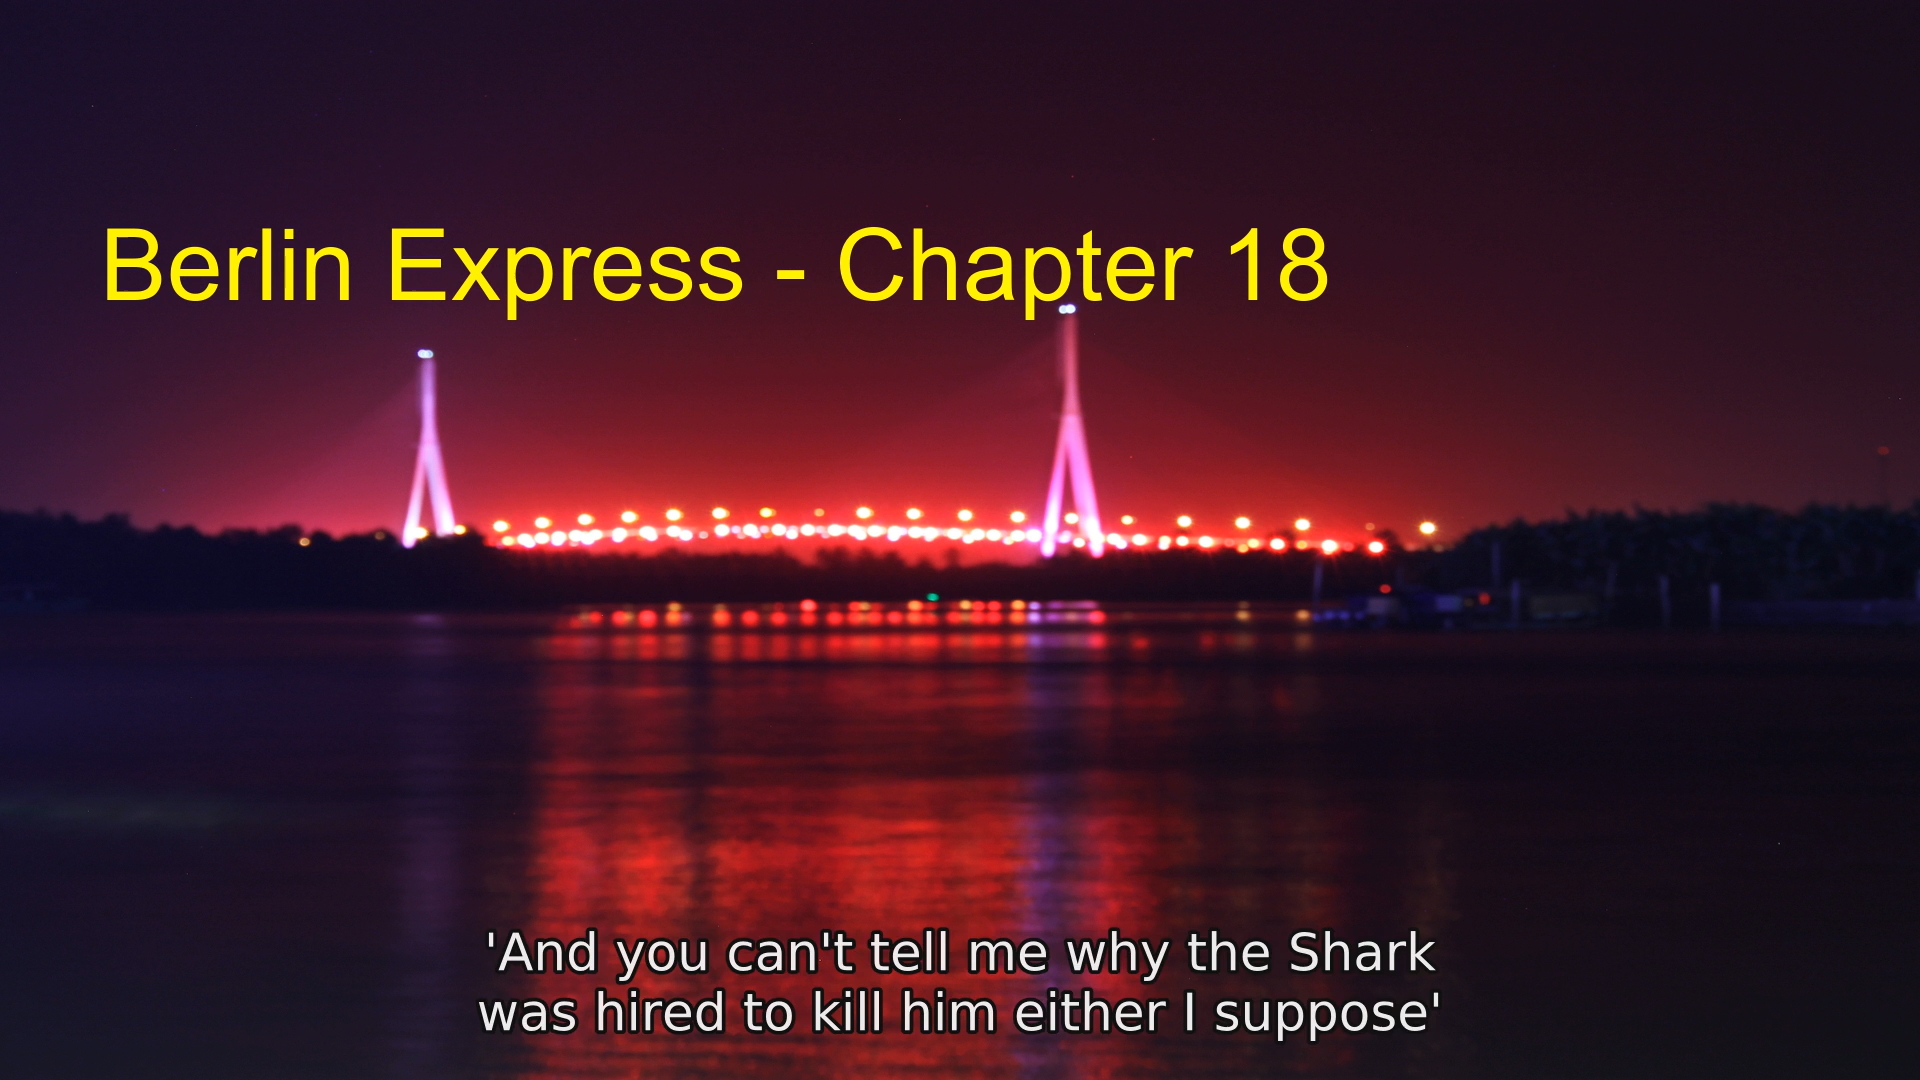 Berlin Express - Chapter 18
'And you can't tell me why the Shark
was hired to kill him either I suppose'